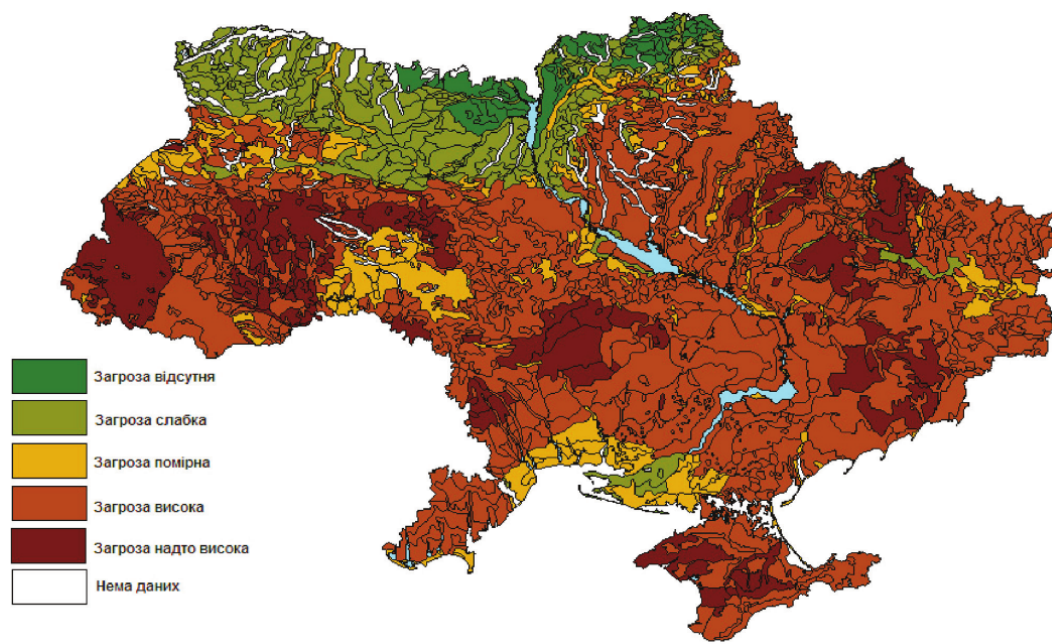 Загроза відсутня
Загроза слабка
Загроза помірна
Загроза висока
Загроза надто висока
Нема даних